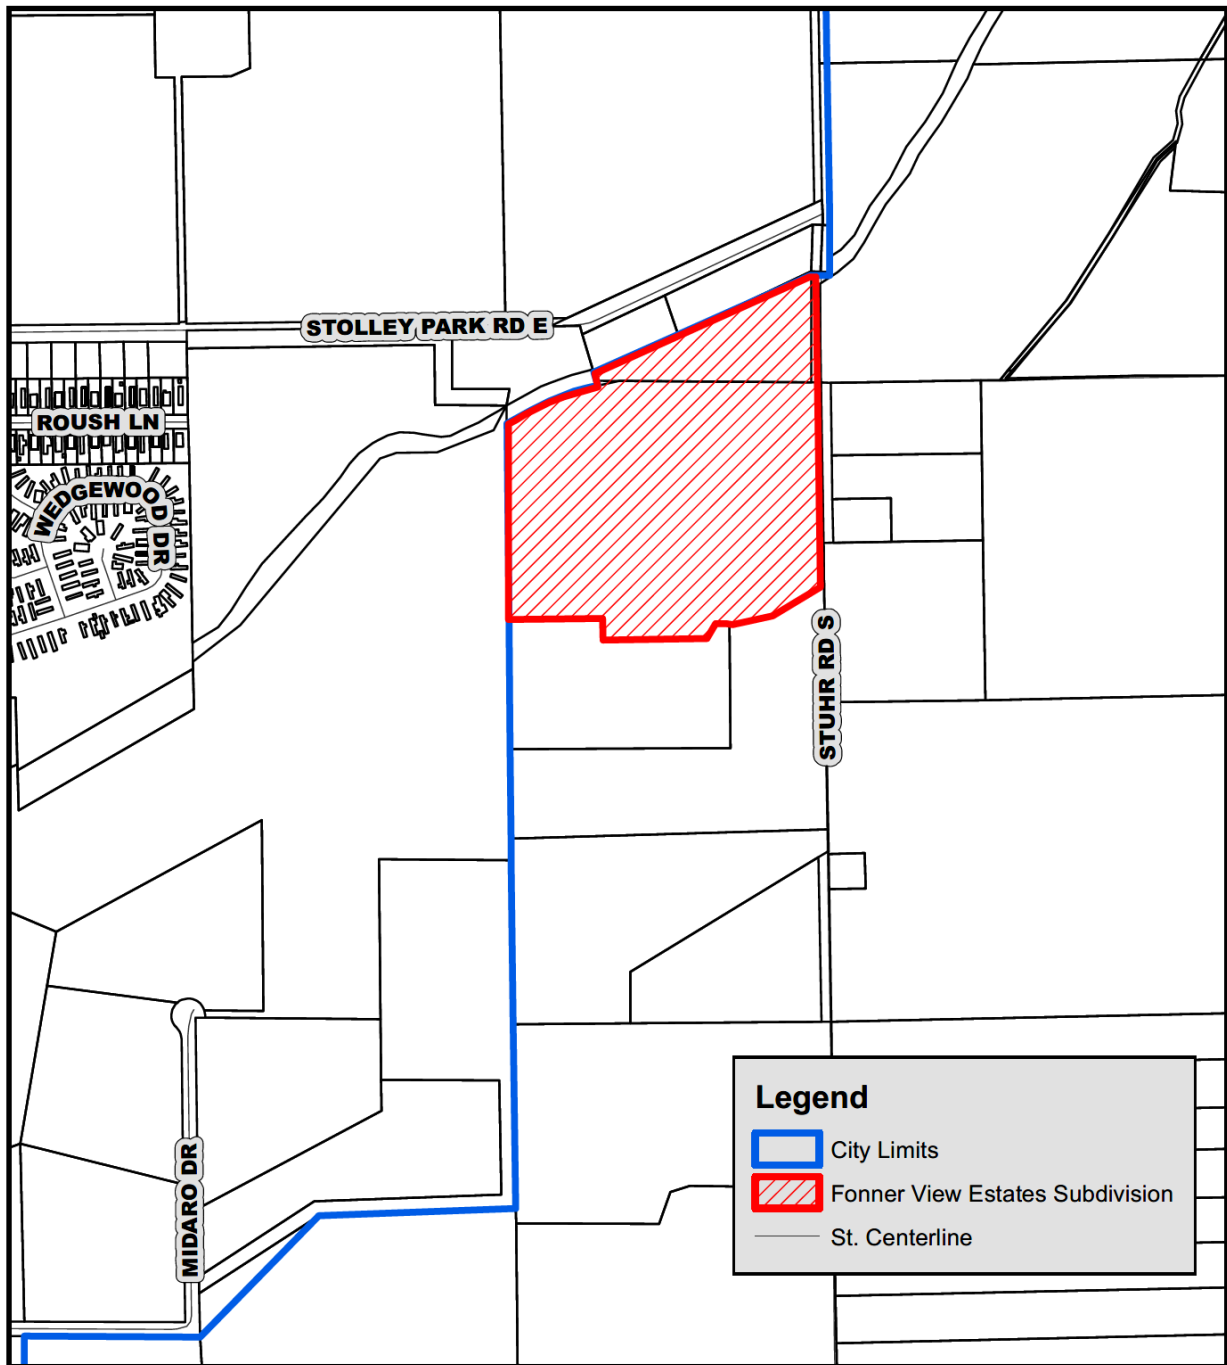 STOLLEY PARK RD E
ROUSH LN
WEDGEWOOD DR
STUHR RD S
MIDARO DR
Legend
City Limits
Fonner View Estates Subdivision
St. Centerline